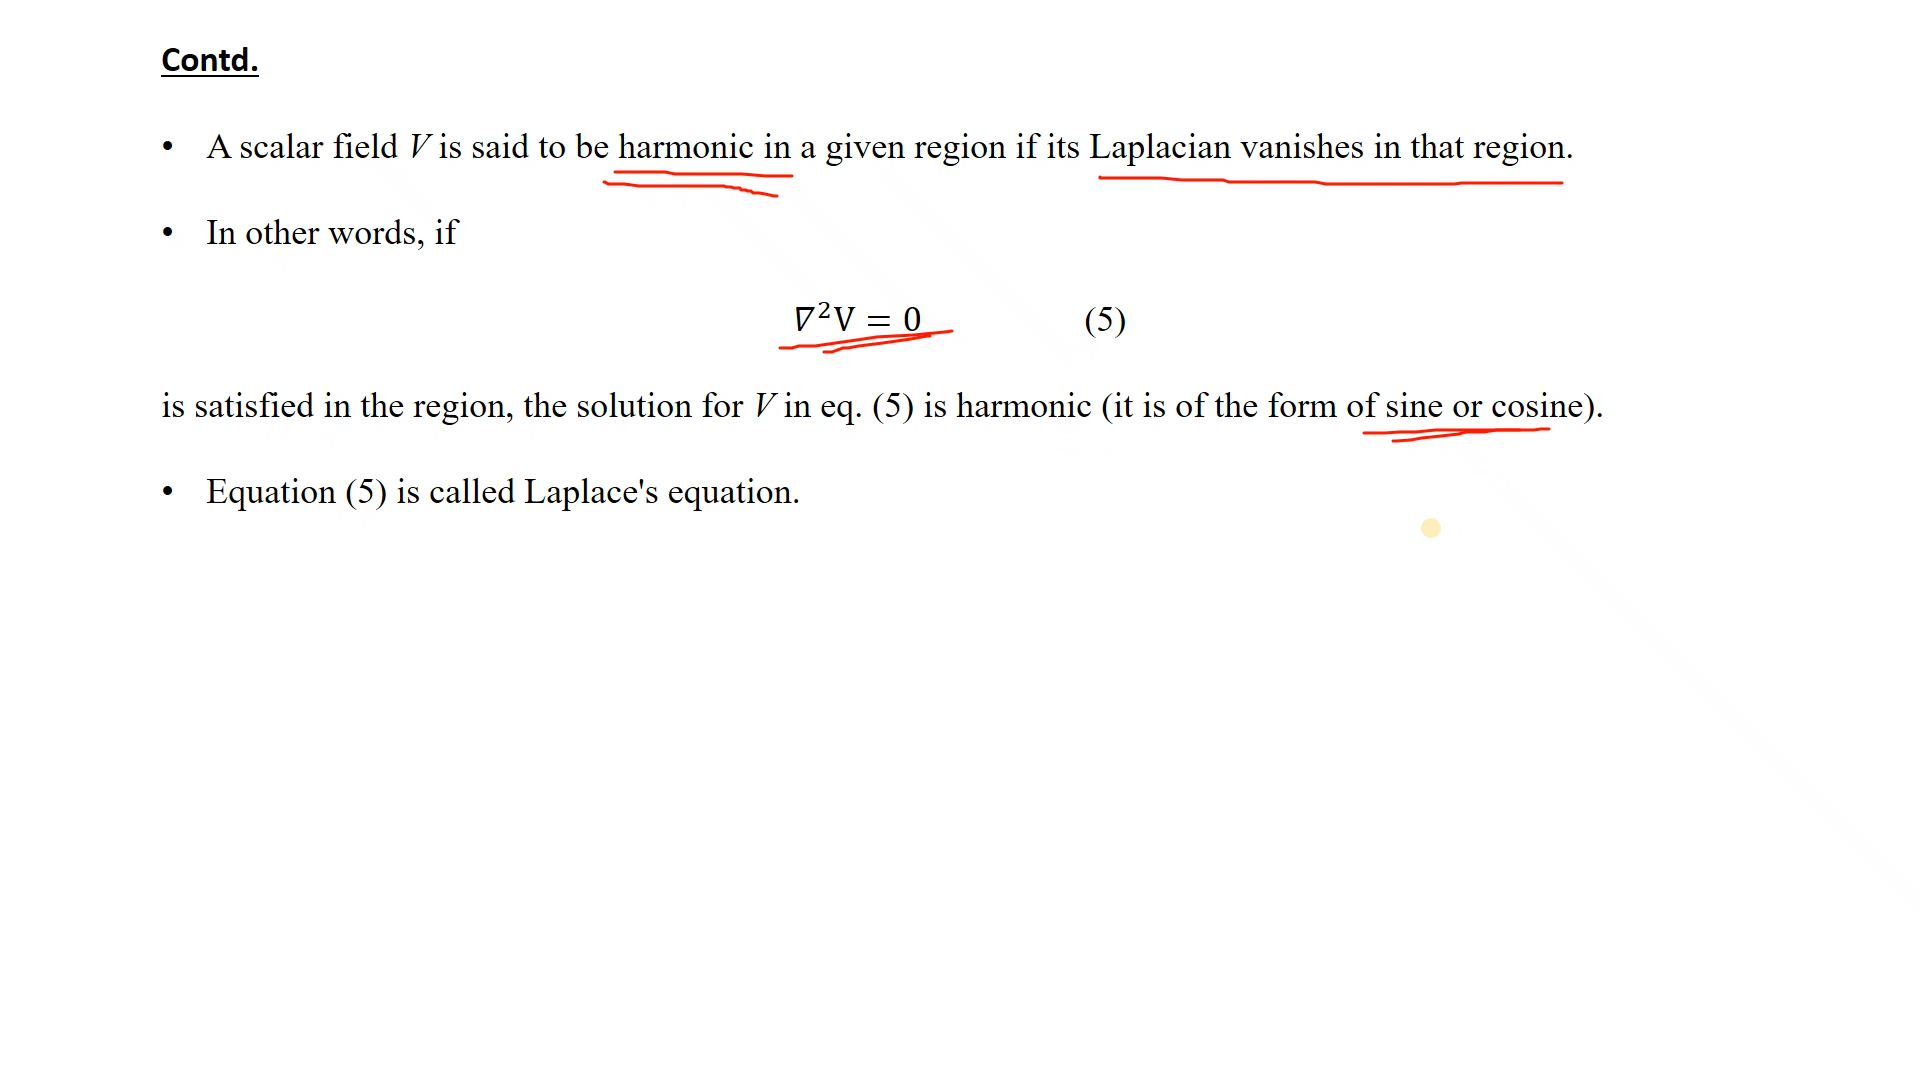 Contd.
• A scalar field V is said to be harmonic in a given region if its Laplacian vanishes in that region.
• In other words, if
∇²V = 0 (5)
is satisfied in the region, the solution for V in eq. (5) is harmonic (it is of the form of sine or cosine).
• Equation (5) is called Laplace's equation.